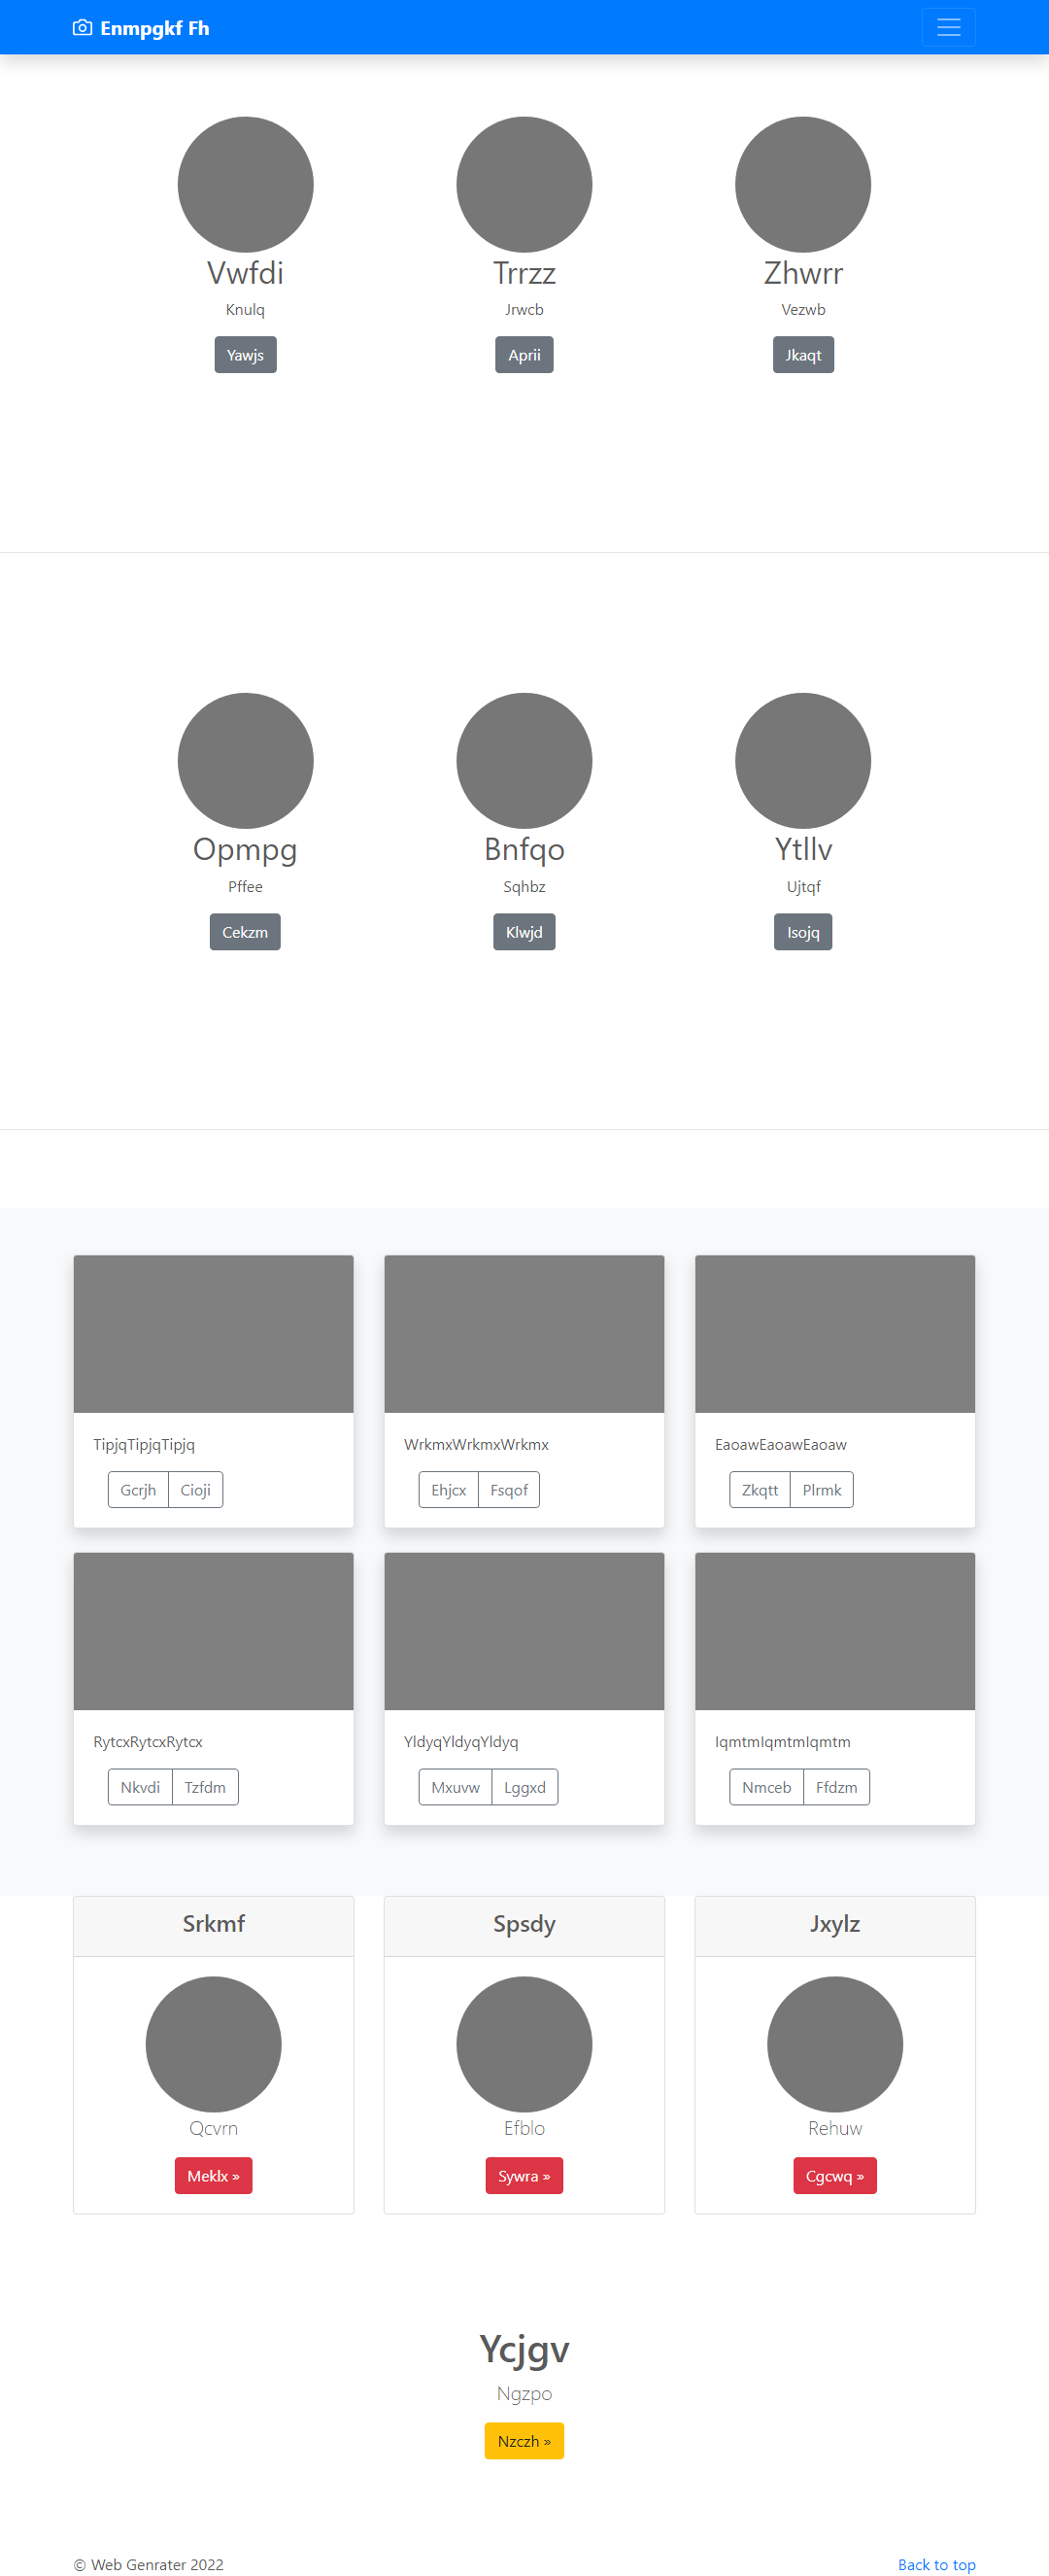 Enmpgkf Fh
Vwfdi
Knulq
Yawjs
Trrzz
Jrwcb
Aprii
Zhwrr
Vezwb
Jkaqt
Opmpg
Pffee
Cekzm
Bnfqo
Sqhbz
Klwjd
Ytllv
Ujtqf
Isojq
TipjqTipjqTipjq
Gcrjh Cioji
WrkmxWrkmxWrkmx
Ehjcx Fsqof
EaoawEaoawEaoaw
Zkqtt Plrmk
RytcxRytcxRytcx
Nkvdi Tzfdm
YldyqYldyqYldyq
Mxuvw Lggxd
IqmtmIqmtmIqmtm
Nmceb Ffdzm
Srkmf
Qcvrn
Meklx »
Spsdy
Efblo
Sywra »
Jxylz
Rehuw
Cgcwq »
Ycjgv
Ngzpo
Nzczh »
© Web Genrater 2022
Back to top